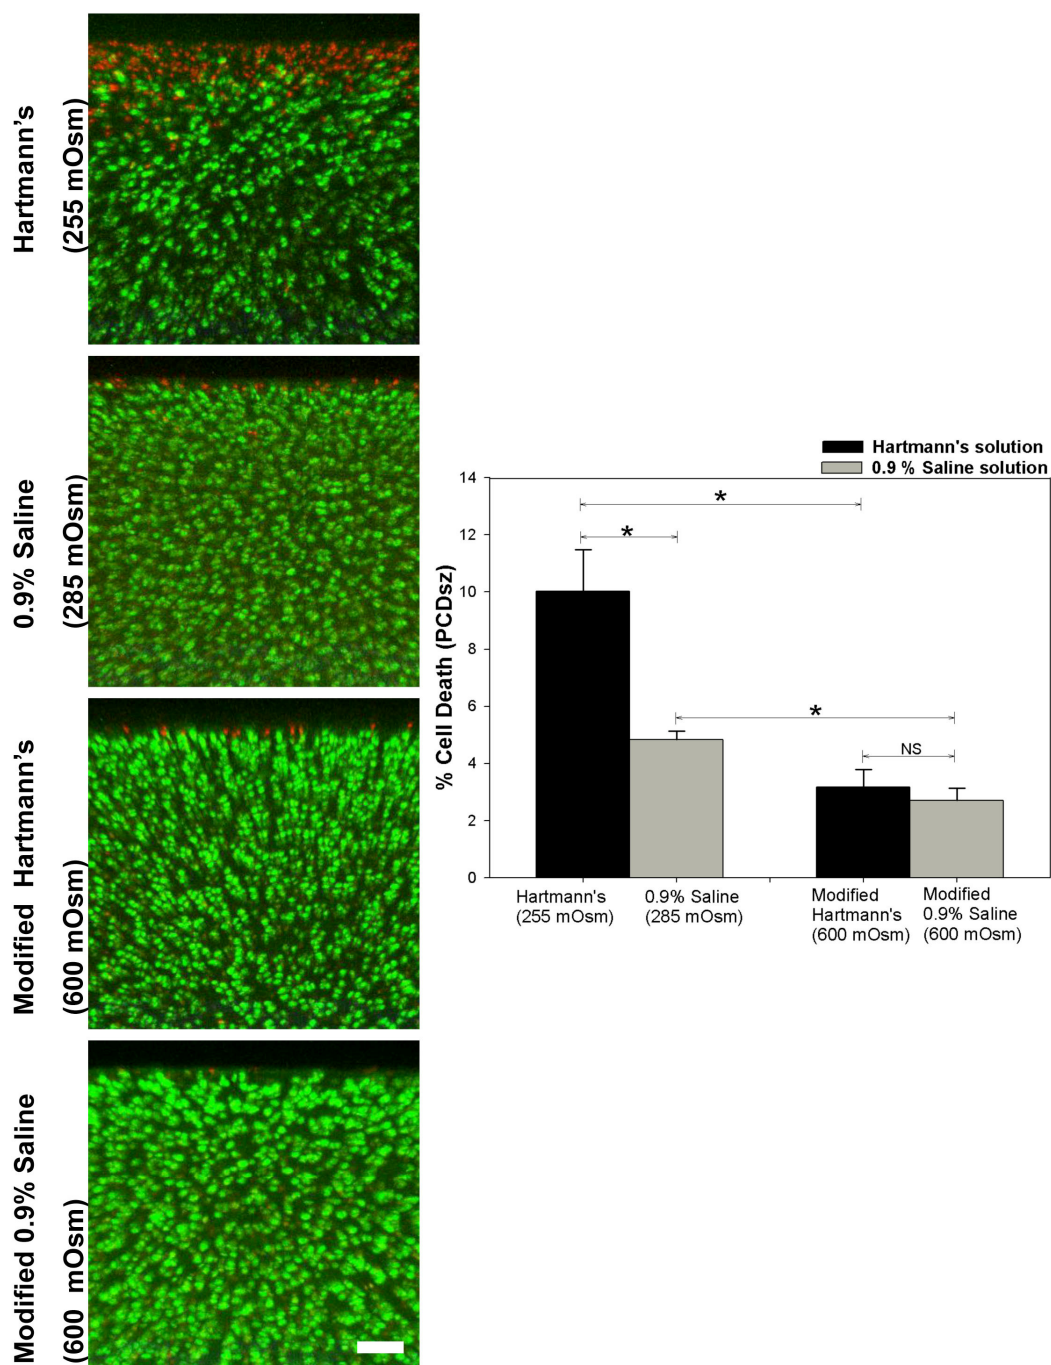 Hartmann's
(255 mOsm)
0.9% Saline
(285 mOsm)
Modified Hartmann's
(600 mOsm)
Modified 0.9% Saline
(600 mOsm)
Hartmann's solution
0.9 % Saline solution
% Cell Death (PCDsz)
14
12
10
8
6
4
2
0
*
*
*
NS
Hartmann's
(255 mOsm)
0.9% Saline
(285 mOsm)
Modified
Hartmann's
(600 mOsm)
Modified
0.9% Saline
(600 mOsm)